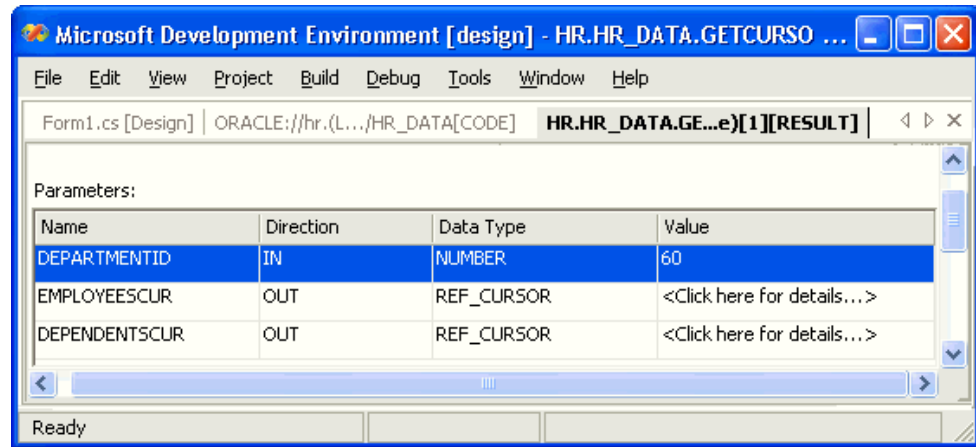 Microsoft Development Environment [design] - HR.HR_DATA.GETCURSO ...
File Edit View Project Build Debug Tools Window Help
Form1.cs [Design] ORACLE://hr.(L.../HR_DATA[CODE] HR.HR_DATA.GE...e)[1][RESULT]
Parameters:
Name Direction Data Type Value
DEPARTMENTID IN NUMBER 60
EMPLOYEESCUR OUT REF_CURSOR <Click here for details...>
DEPENDENTSCUR OUT REF_CURSOR <Click here for details...>
Ready